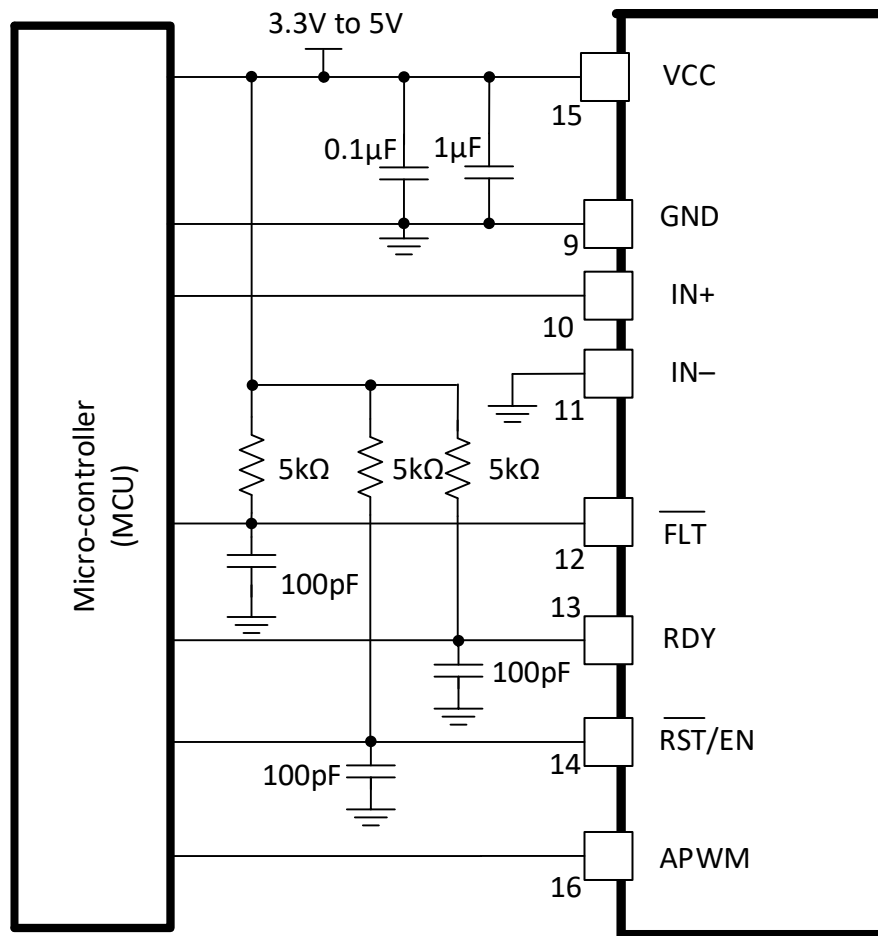 3.3V to 5V
VCC
15
0.1µF
1µF
GND
9
IN+
10
IN–
11
Micro-controller
(MCU)
5kΩ
5kΩ
5kΩ
FLT
12
100pF
13
RDY
100pF
RST/EN
14
100pF
APWM
16